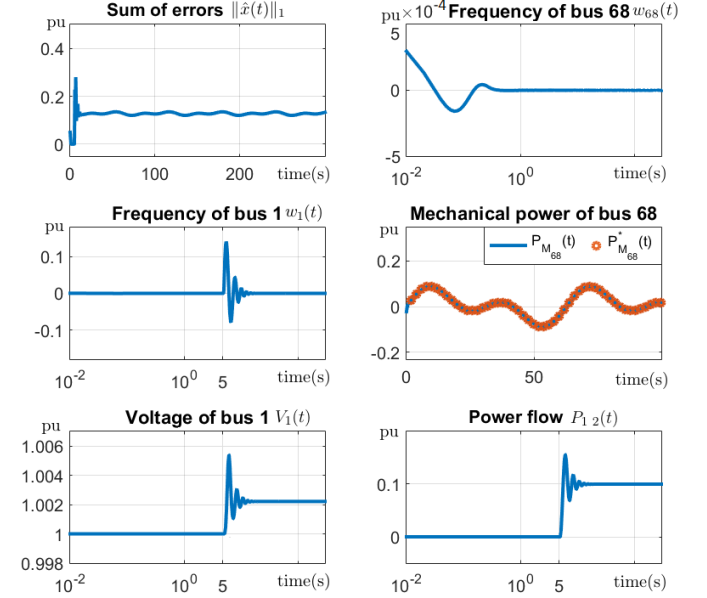 Sum of errors ‖x̂(t)‖₁
pu
0.4
0.2
0
0 100 200 time(s)
pu×10⁻⁴ Frequency of bus 68 w₆₈(t)
5
0
-5
10⁻² 10⁰ time(s)
Frequency of bus 1 w₁(t)
pu
0.1
0
-0.1
10⁻² 10⁰ 5 time(s)
Mechanical power of bus 68
pu
P_M₆₈(t) P*_M₆₈(t)
0.2
0
-0.2
0 50 time(s)
Voltage of bus 1 V₁(t)
pu
1.006
1.004
1.002
1
0.998
10⁻² 10⁰ 5 time(s)
Power flow P₁ ₂(t)
pu
0.1
0
10⁻² 10⁰ 5 time(s)